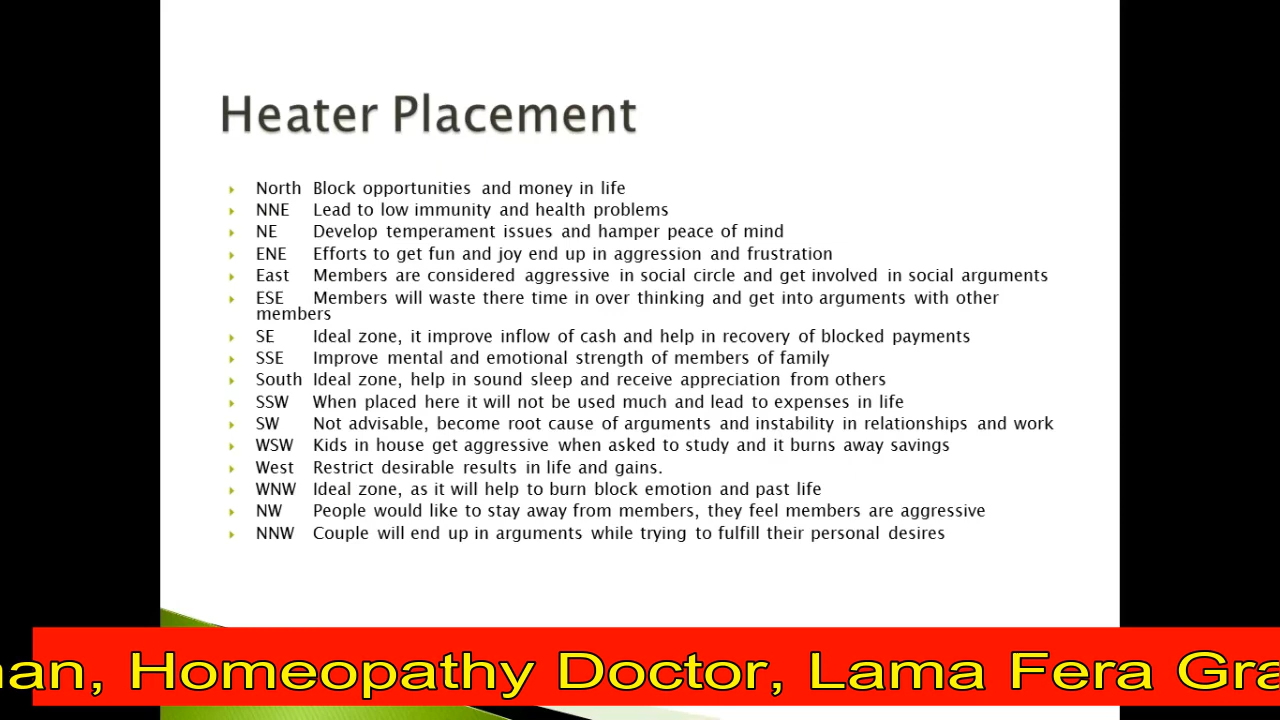 Heater Placement
North Block opportunities and money in life
NNE Lead to low immunity and health problems
NE Develop temperament issues and hamper peace of mind
ENE Efforts to get fun and joy end up in aggression and frustration
East Members are considered aggressive in social circle and get involved in social arguments
ESE Members will waste there time in over thinking and get into arguments with other
members
SE Ideal zone, it improve inflow of cash and help in recovery of blocked payments
SSE Improve mental and emotional strength of members of family
South Ideal zone, help in sound sleep and receive appreciation from others
SSW When placed here it will not be used much and lead to expenses in life
SW Not advisable, become root cause of arguments and instability in relationships and work
WSW Kids in house get aggressive when asked to study and it burns away savings
West Restrict desirable results in life and gains.
WNW Ideal zone, as it will help to burn block emotion and past life
NW People would like to stay away from members, they feel members are aggressive
NNW Couple will end up in arguments while trying to fulfill their personal desires
Homeopathy Doctor, Lama Fera